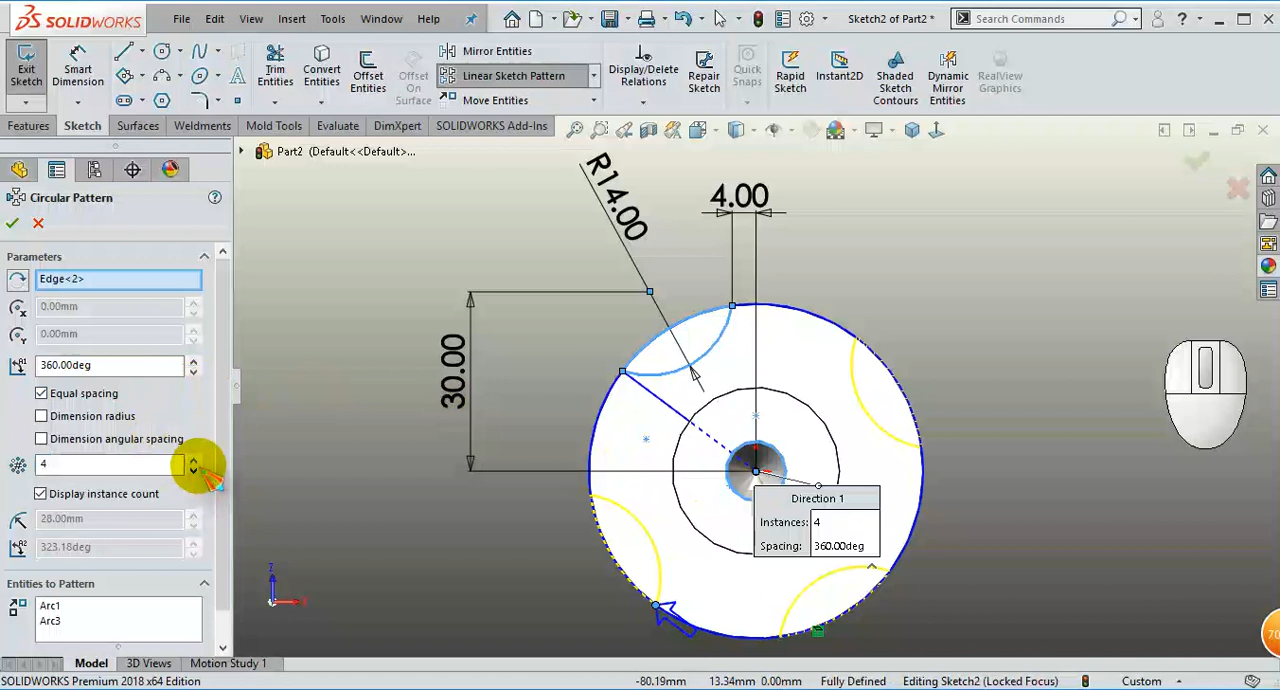 SOLIDWORKS File Edit View Insert Tools Window Help Sketch2 of Part2 * Search Commands
Exit Sketch
Smart Dimension
Trim Entities
Convert Entities
Offset Entities
Offset On Surface
Mirror Entities
Linear Sketch Pattern
Move Entities
Display/Delete Relations
Repair Sketch
Quick Snaps
Rapid Sketch
Instant2D
Shaded Sketch Contours
Dynamic Mirror Entities
RealView Graphics
Features Sketch Surfaces Weldments Mold Tools Evaluate DimXpert SOLIDWORKS Add-Ins
Part2 (Default<<Default>...
Circular Pattern
Parameters
Edge<2>
0.00mm
0.00mm
360.00deg
Equal spacing
Dimension radius
Dimension angular spacing
4
Display instance count
28.00mm
323.18deg
Entities to Pattern
Arc1
Arc3
R14.00
4.00
30.00
Direction 1
Instances: 4
Spacing: 360.00deg
Z
70
Model 3D Views Motion Study 1
SOLIDWORKS Premium 2018 x64 Edition -80.19mm 13.34mm 0.00mm Fully Defined Editing Sketch2 (Locked Focus) Custom